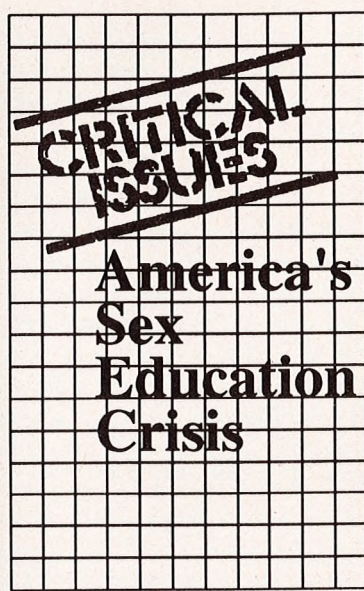 CRITICAL
ISSUES
America's
Sex
Education
Crisis